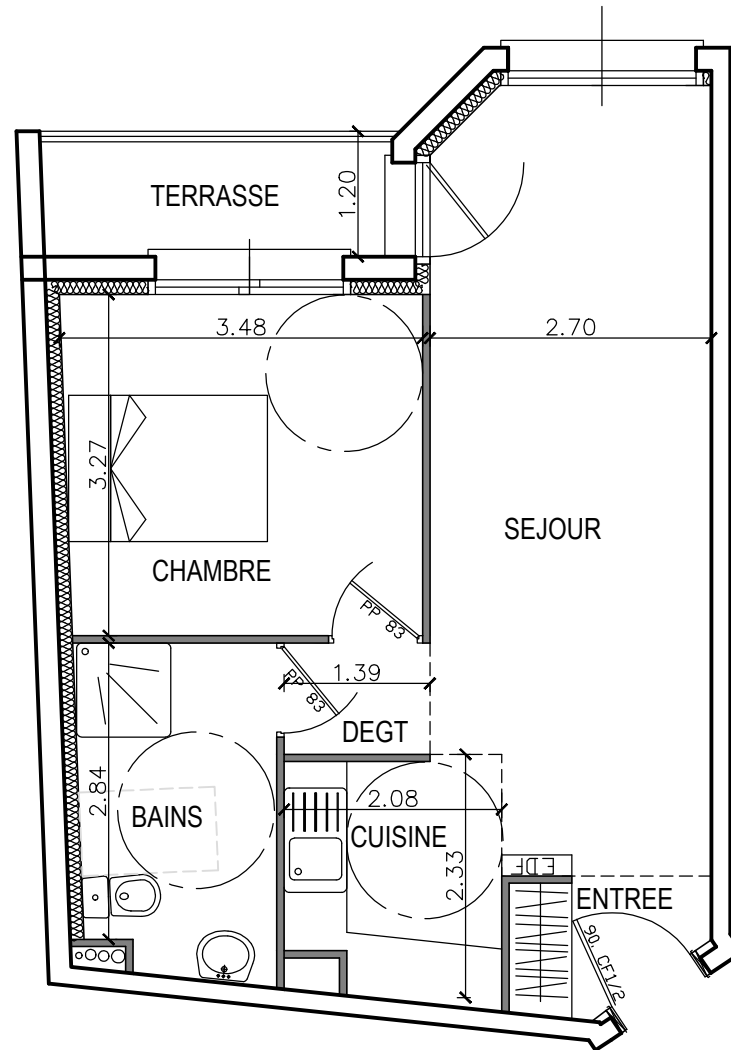 TERRASSE
1.20
3.48
2.70
3.27
SEJOUR
CHAMBRE
PP 83
1.39
PP 83
DEGT
2.84
2.08
BAINS
CUISINE
2.33
EDF
ENTREE
90. CF1/2